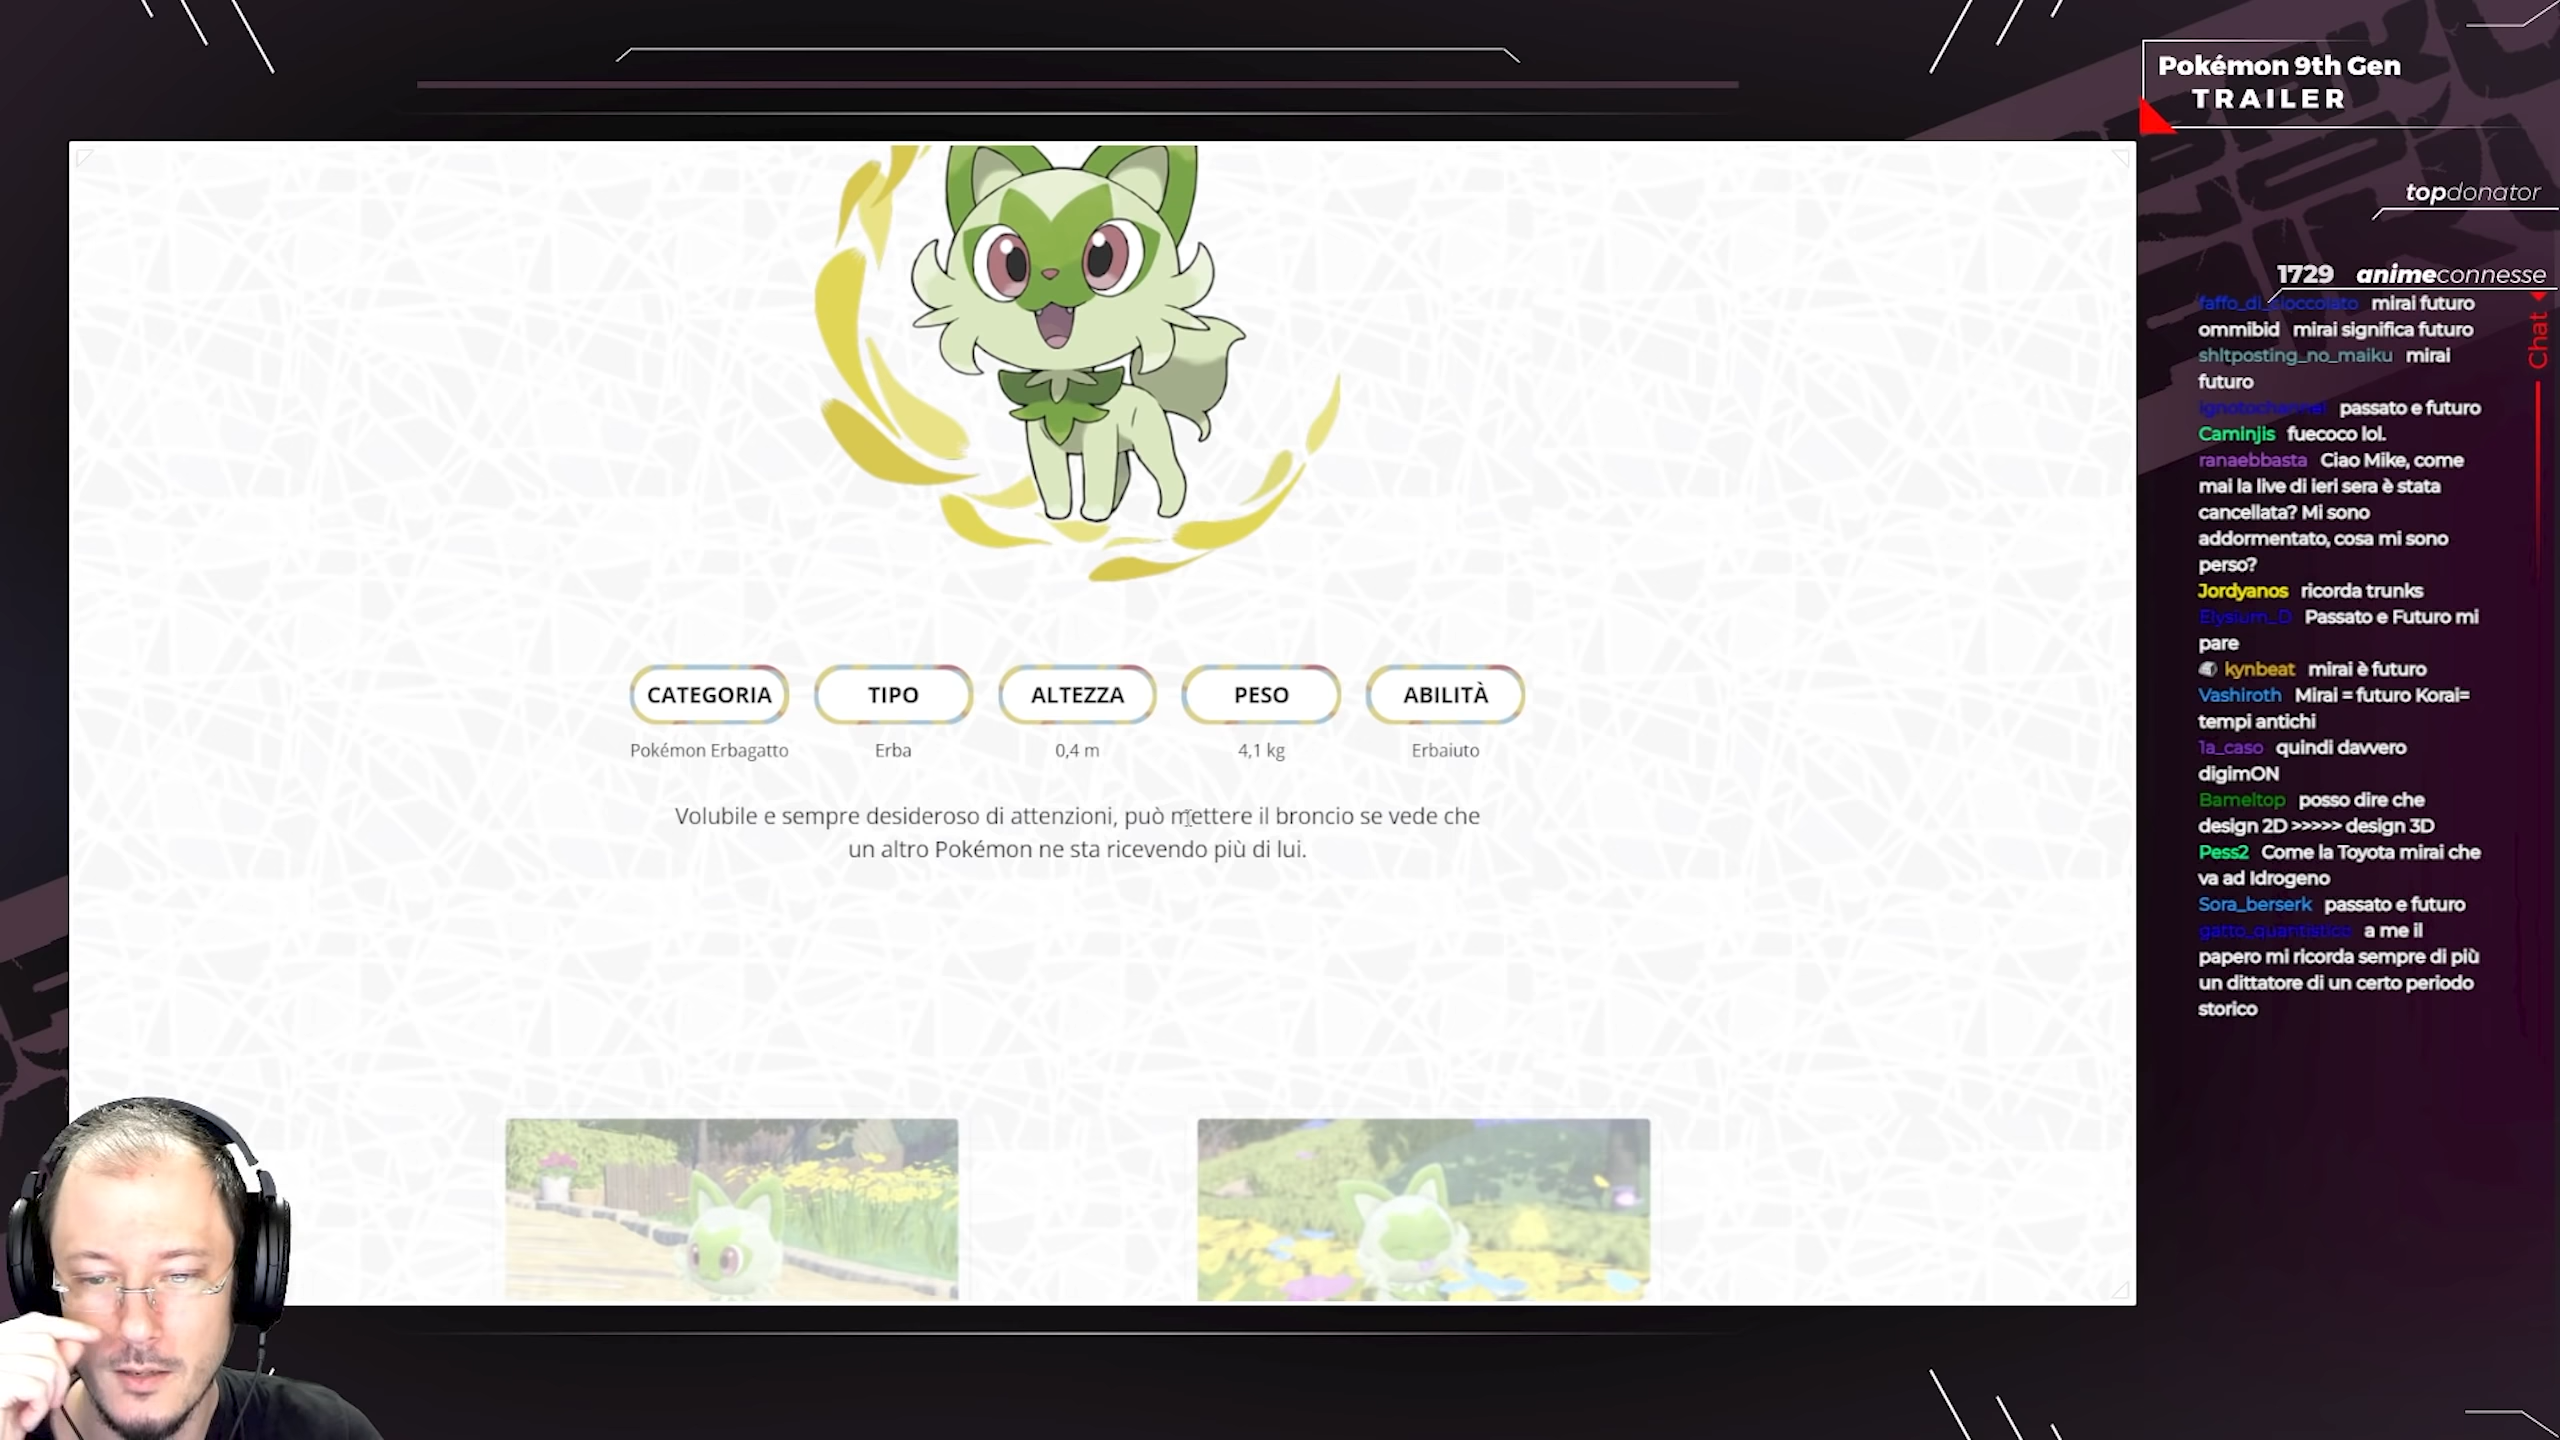 Pokémon 9th Gen
TRAILER
topdonator
1729 animeconnesse
mirai futuro
ommibid mirai significa futuro
shltposting_no_maiku mirai
futuro
ignotochannel passato e futuro
Caminjis fuecoco lol.
ranaebbasta Ciao Mike, come
mai la live di ieri sera è stata
cancellata? Mi sono
addormentato, cosa mi sono
perso?
Jordyanos ricorda trunks
Elysium_D Passato e Futuro mi
pare
kynbeat mirai è futuro
Vashiroth Mirai = futuro Korai=
tempi antichi
1a_caso quindi davvero
digimON
Bameltop posso dire che
design 2D >>>>> design 3D
Pess2 Come la Toyota mirai che
va ad Idrogeno
Sora_berserk passato e futuro
gatto_quantistico a me il
papero mi ricorda sempre di più
un dittatore di un certo periodo
storico
Chat
CATEGORIA TIPO ALTEZZA PESO ABILITÀ
Pokémon Erbagatto Erba 0,4 m 4,1 kg Erbaiuto
Volubile e sempre desideroso di attenzioni, può mettere il broncio se vede che
un altro Pokémon ne sta ricevendo più di lui.